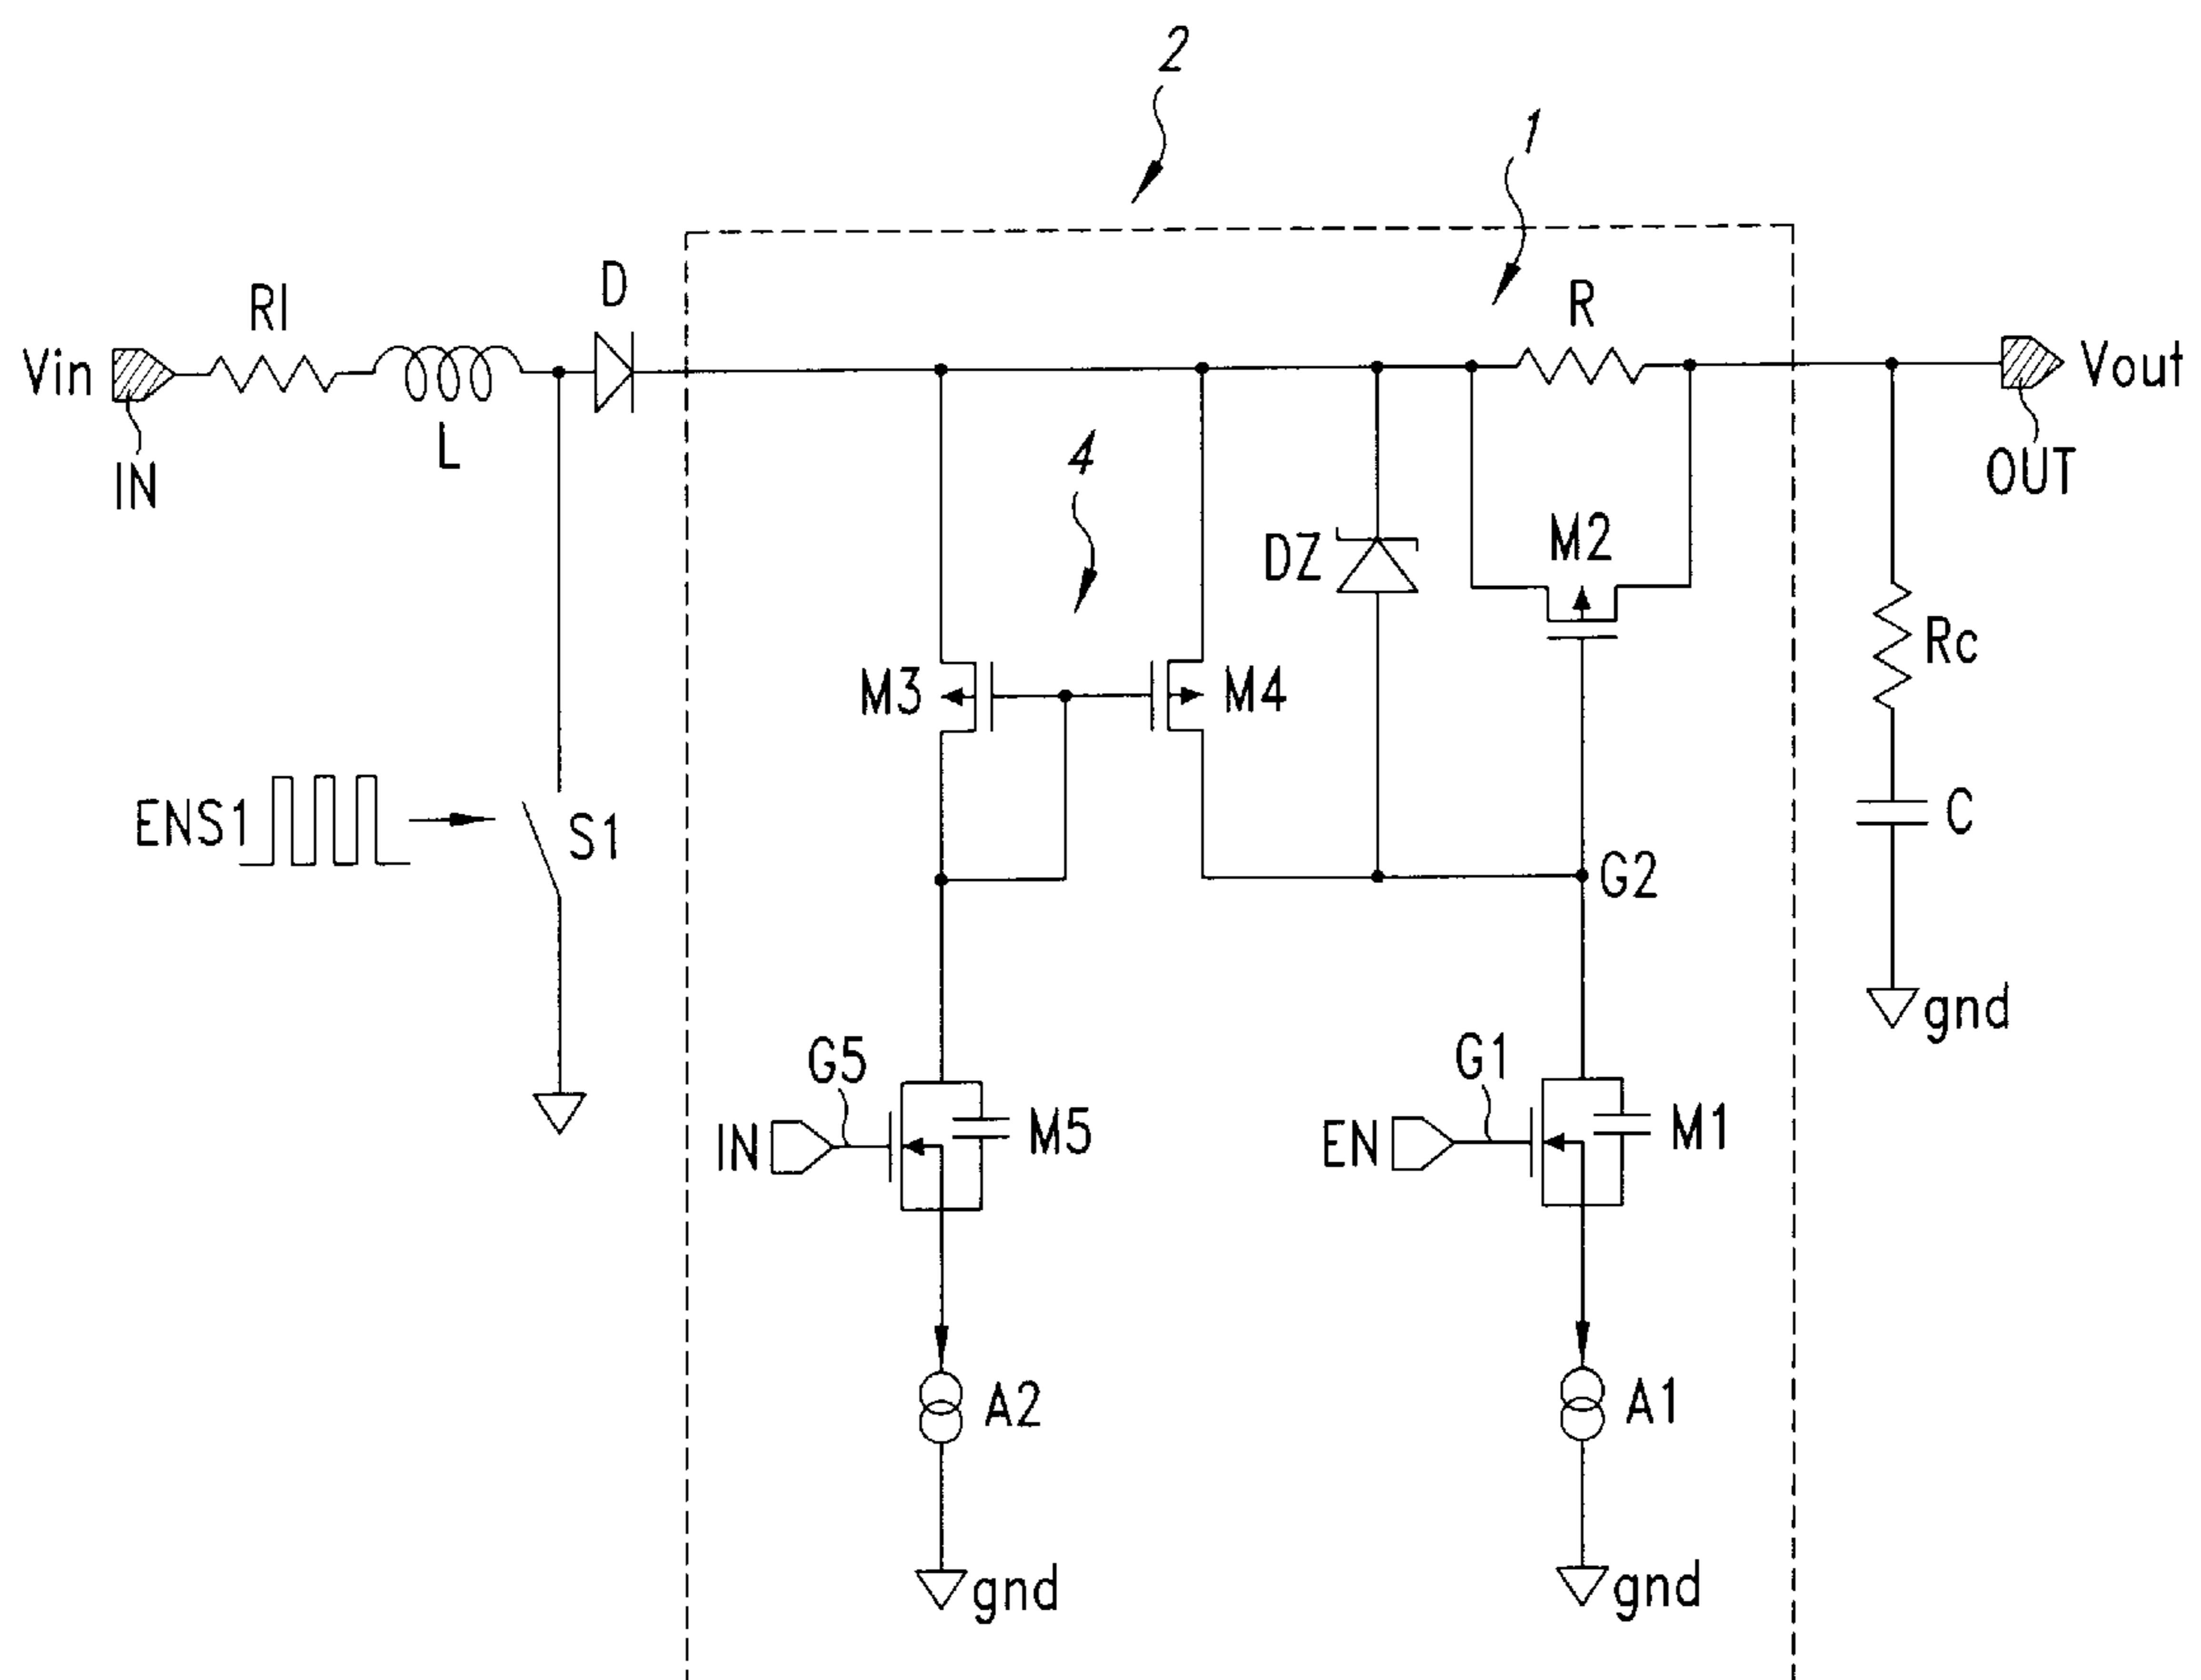 2
1
Vin
IN
Rl
L
D
R
Vout
OUT
4
DZ
M2
M3
M4
Rc
C
gnd
ENS1
S1
G2
G5
IN
M5
G1
EN
M1
A2
gnd
A1
gnd